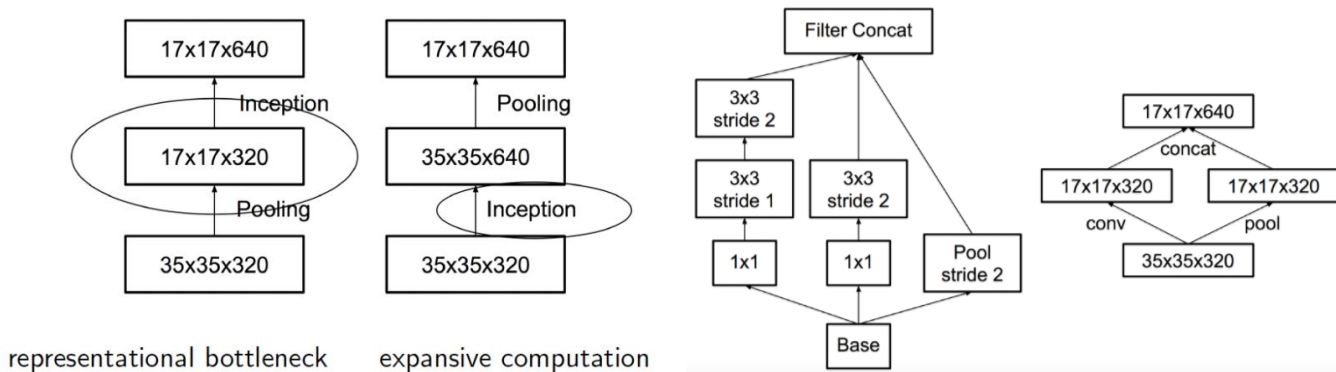 17x17x640
Inception
17x17x320
Pooling
35x35x320
representational bottleneck
17x17x640
Pooling
35x35x640
Inception
35x35x320
expansive computation
Filter Concat
3x3
stride 2
3x3
stride 1
3x3
stride 2
1x1
1x1
Pool
stride 2
Base
17x17x640
concat
17x17x320
17x17x320
conv
pool
35x35x320